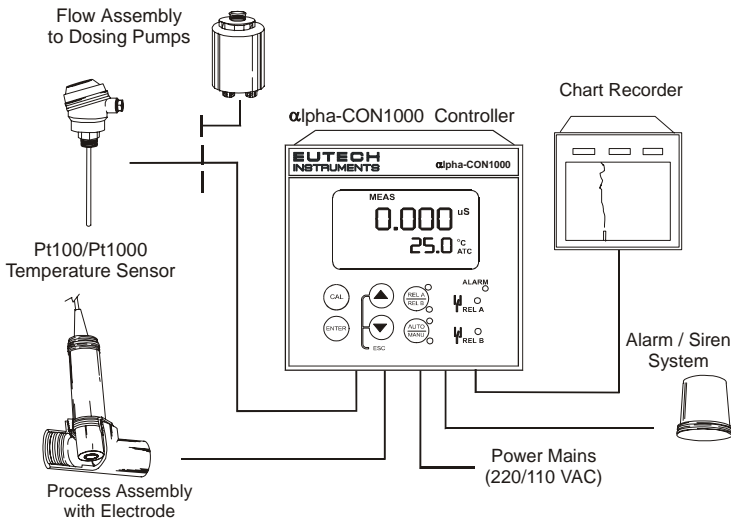 Flow Assembly
to Dosing Pumps
αlpha-CON1000 Controller
Chart Recorder
EUTECH
INSTRUMENTS
αlpha-CON1000
MEAS
0.000 uS
25.0 °C
ATC
Pt100/Pt1000
Temperature Sensor
CAL
REL A
REL B
ALARM
REL A
ENTER
AUTO
MANU.
REL B
ESC
Alarm / Siren
System
Power Mains
(220/110 VAC)
Process Assembly
with Electrode